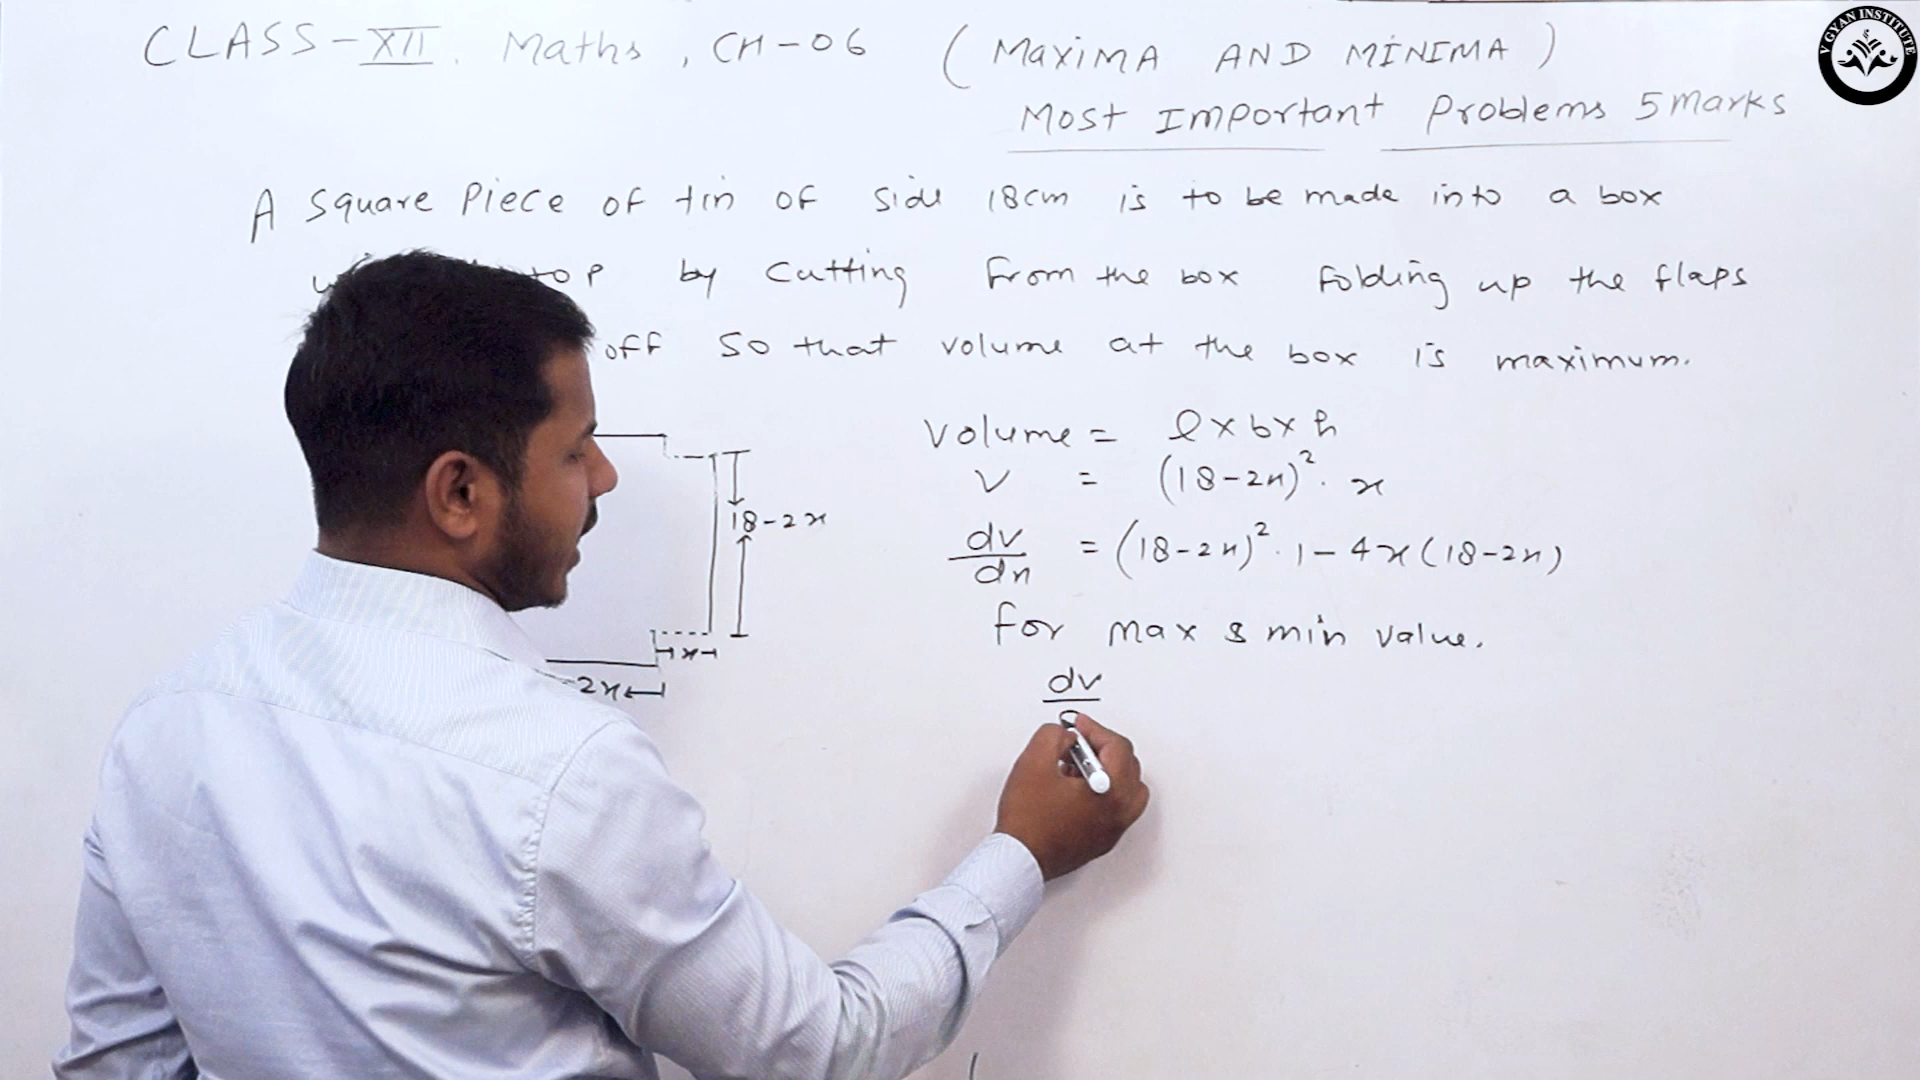 CLASS-XII. Maths, CH-06 (MaxiMA AND MINIMA)
V GYAN INSTITUTE
Most Important Problems 5 Marks
A square Piece of tin of side 18cm is to be made into a box
top by Cutting From the box Folding up the flaps
off so that volume at the box is maximum.
Volume = l×b×h
V = (18-2x)². x
dv/dx = (18-2x)². 1 - 4x(18-2x)
For Max & min value.
dv
18-2x
x
2x